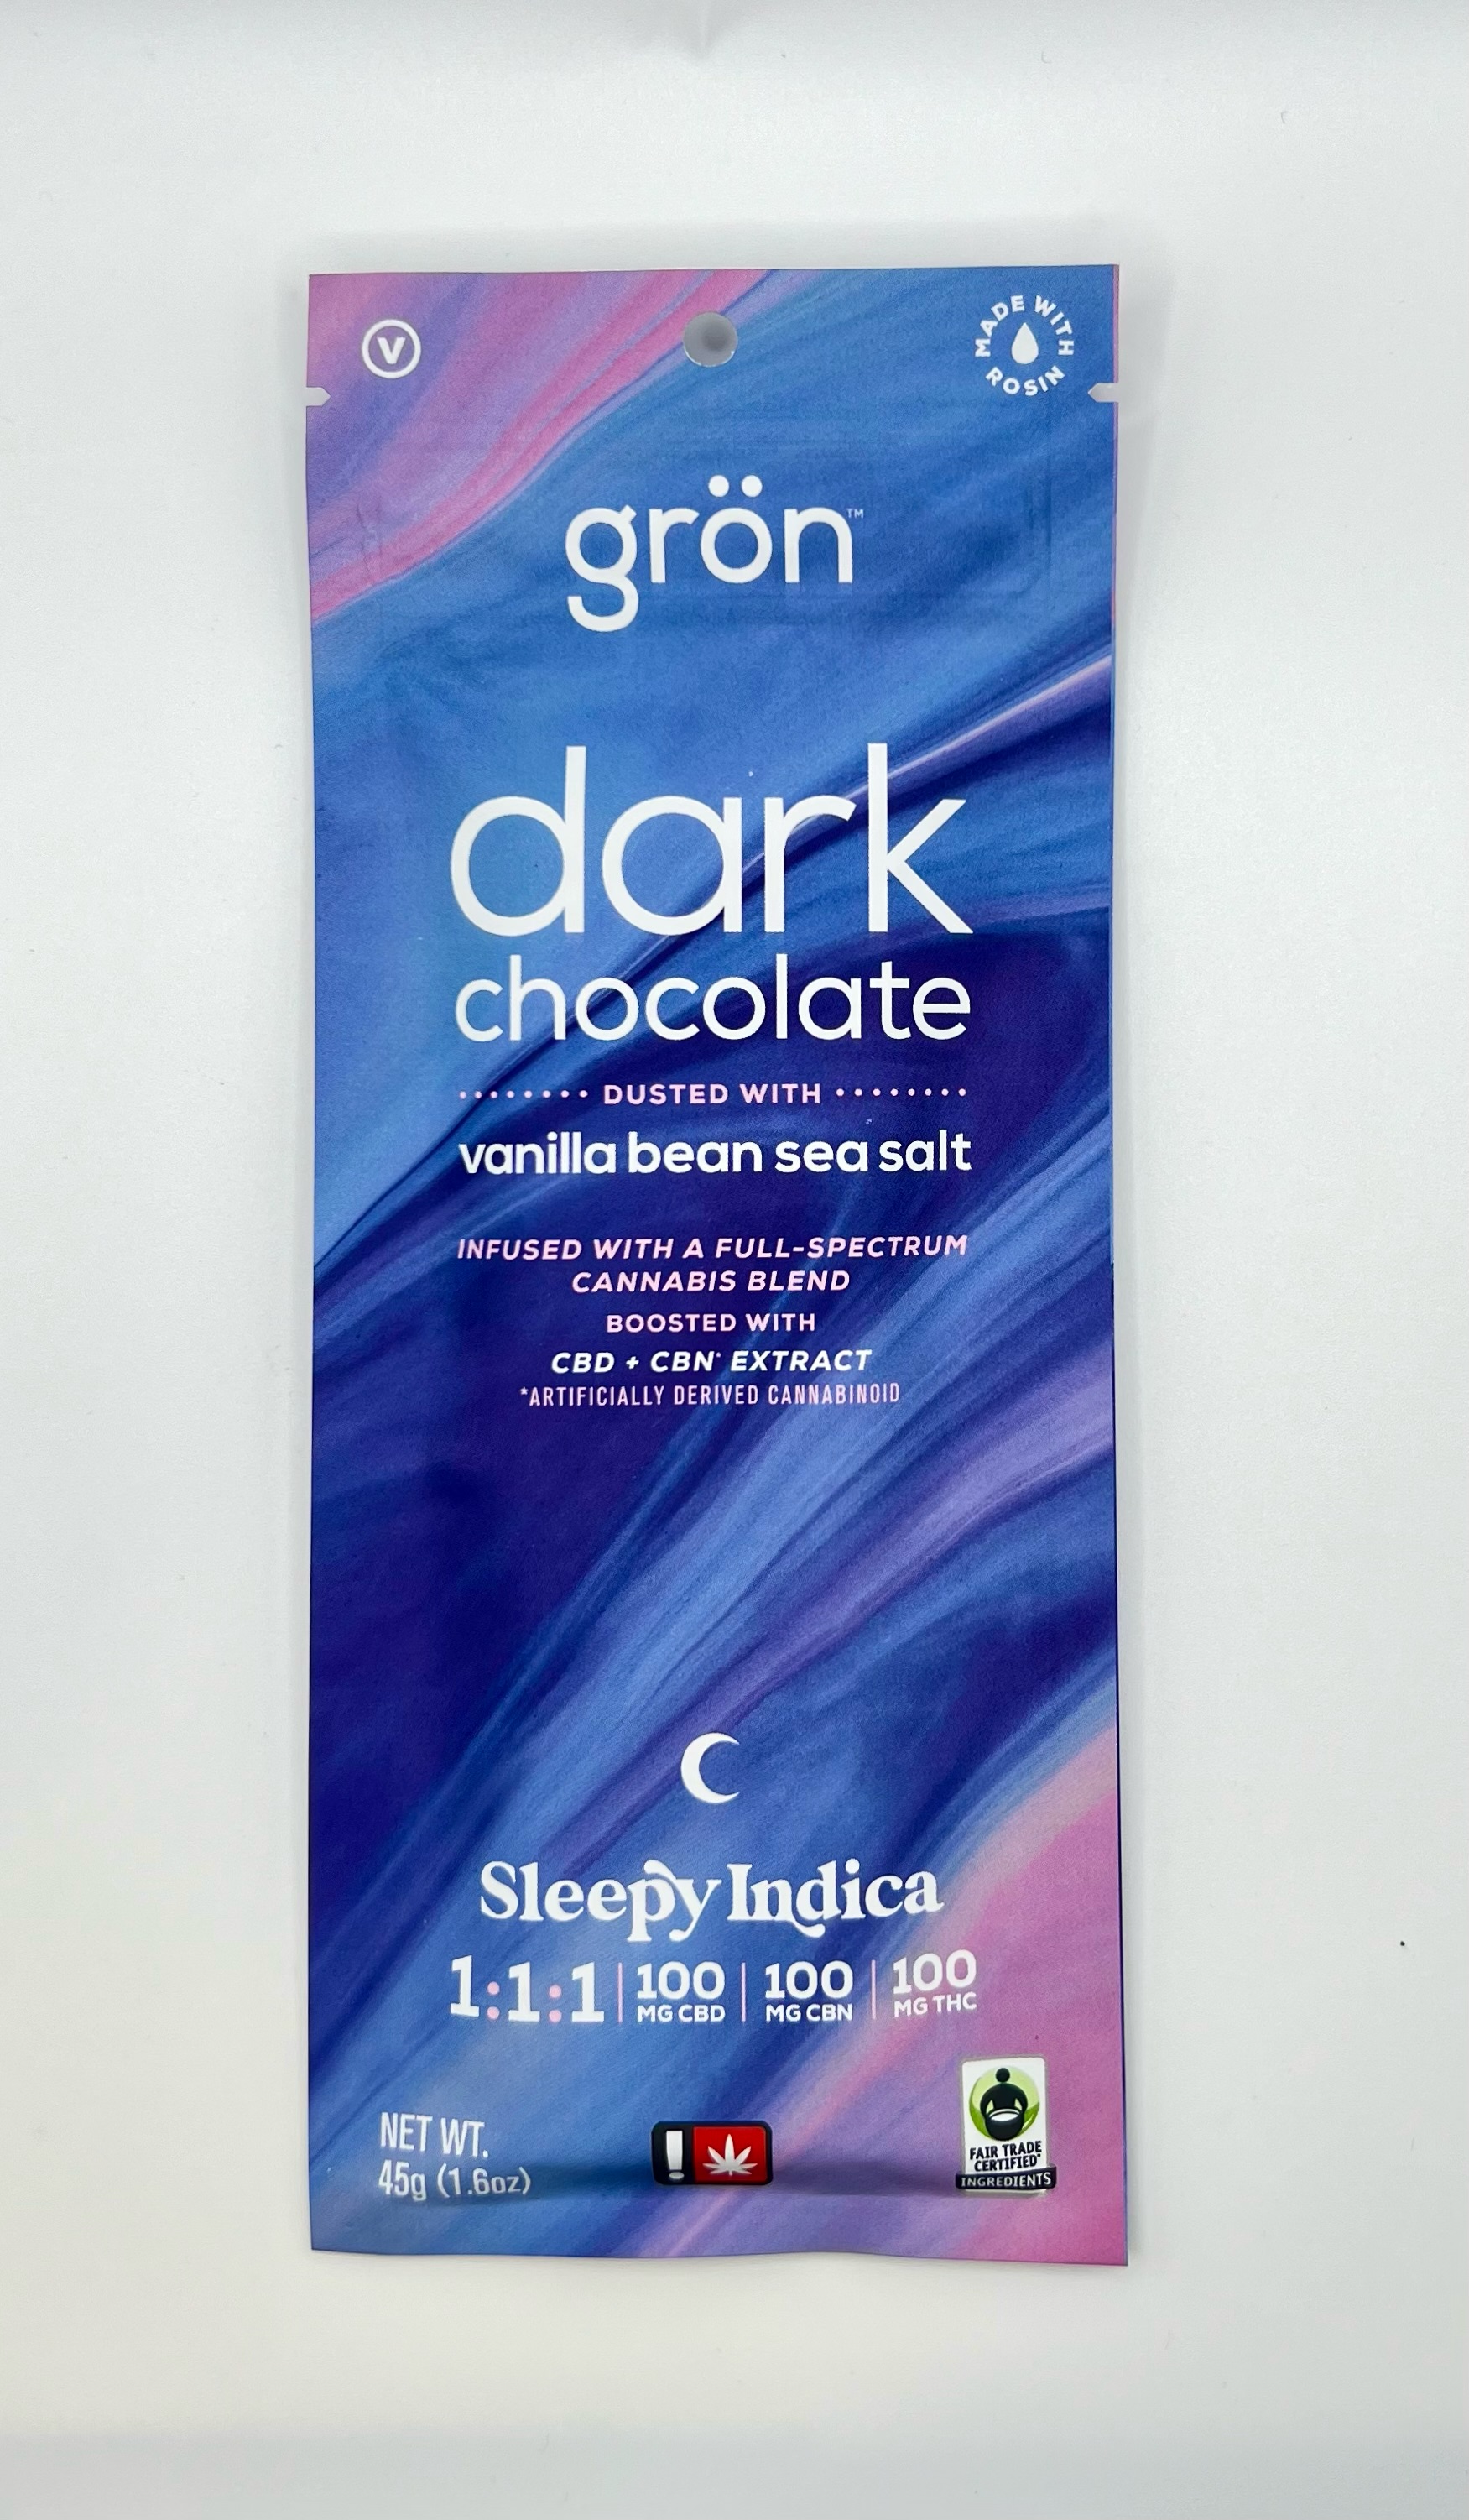 V
MADE WITH
ROSIN
grön™
dark
chocolate
DUSTED WITH
vanilla bean sea salt
INFUSED WITH A FULL-SPECTRUM
CANNABIS BLEND
BOOSTED WITH
CBD + CBN* EXTRACT
*ARTIFICIALLY DERIVED CANNABINOID
Sleepy Indica
1:1:1 | 100 MG CBD | 100 MG CBN | 100 MG THC
NET WT.
45g (1.6oz)
!
FAIR TRADE
CERTIFIED
INGREDIENTS